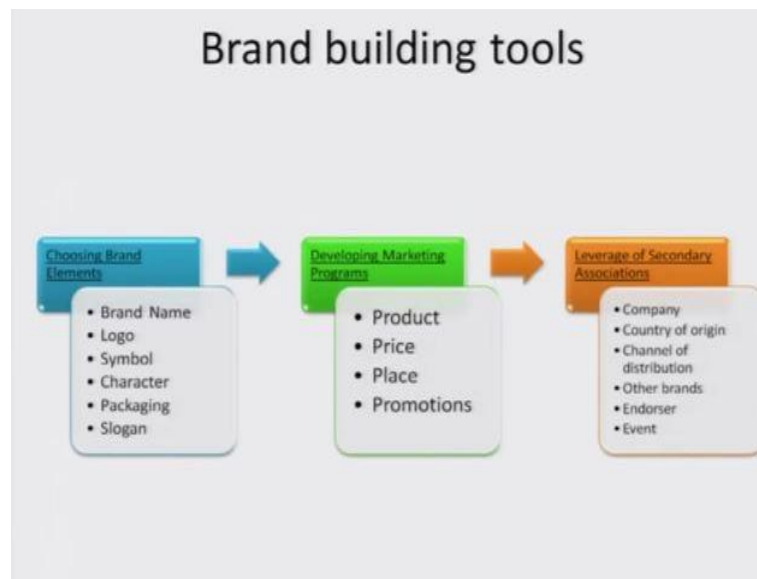 Brand building tools
Choosing Brand
Elements
• Brand Name
• Logo
• Symbol
• Character
• Packaging
• Slogan
Developing Marketing
Programs
• Product
• Price
• Place
• Promotions
Leverage of Secondary
Associations
• Company
• Country of origin
• Channel of
distribution
• Other brands
• Endorser
• Event